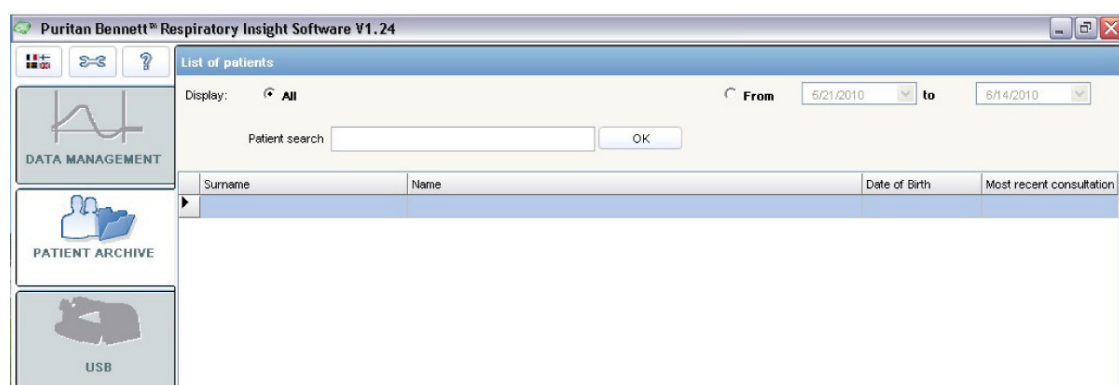 Puritan Bennett™ Respiratory Insight Software V1.24
?
List of patients
Display: All From 5/21/2010 to 6/14/2010
Patient search OK
DATA MANAGEMENT
Surname Name Date of Birth Most recent consultation
PATIENT ARCHIVE
USB